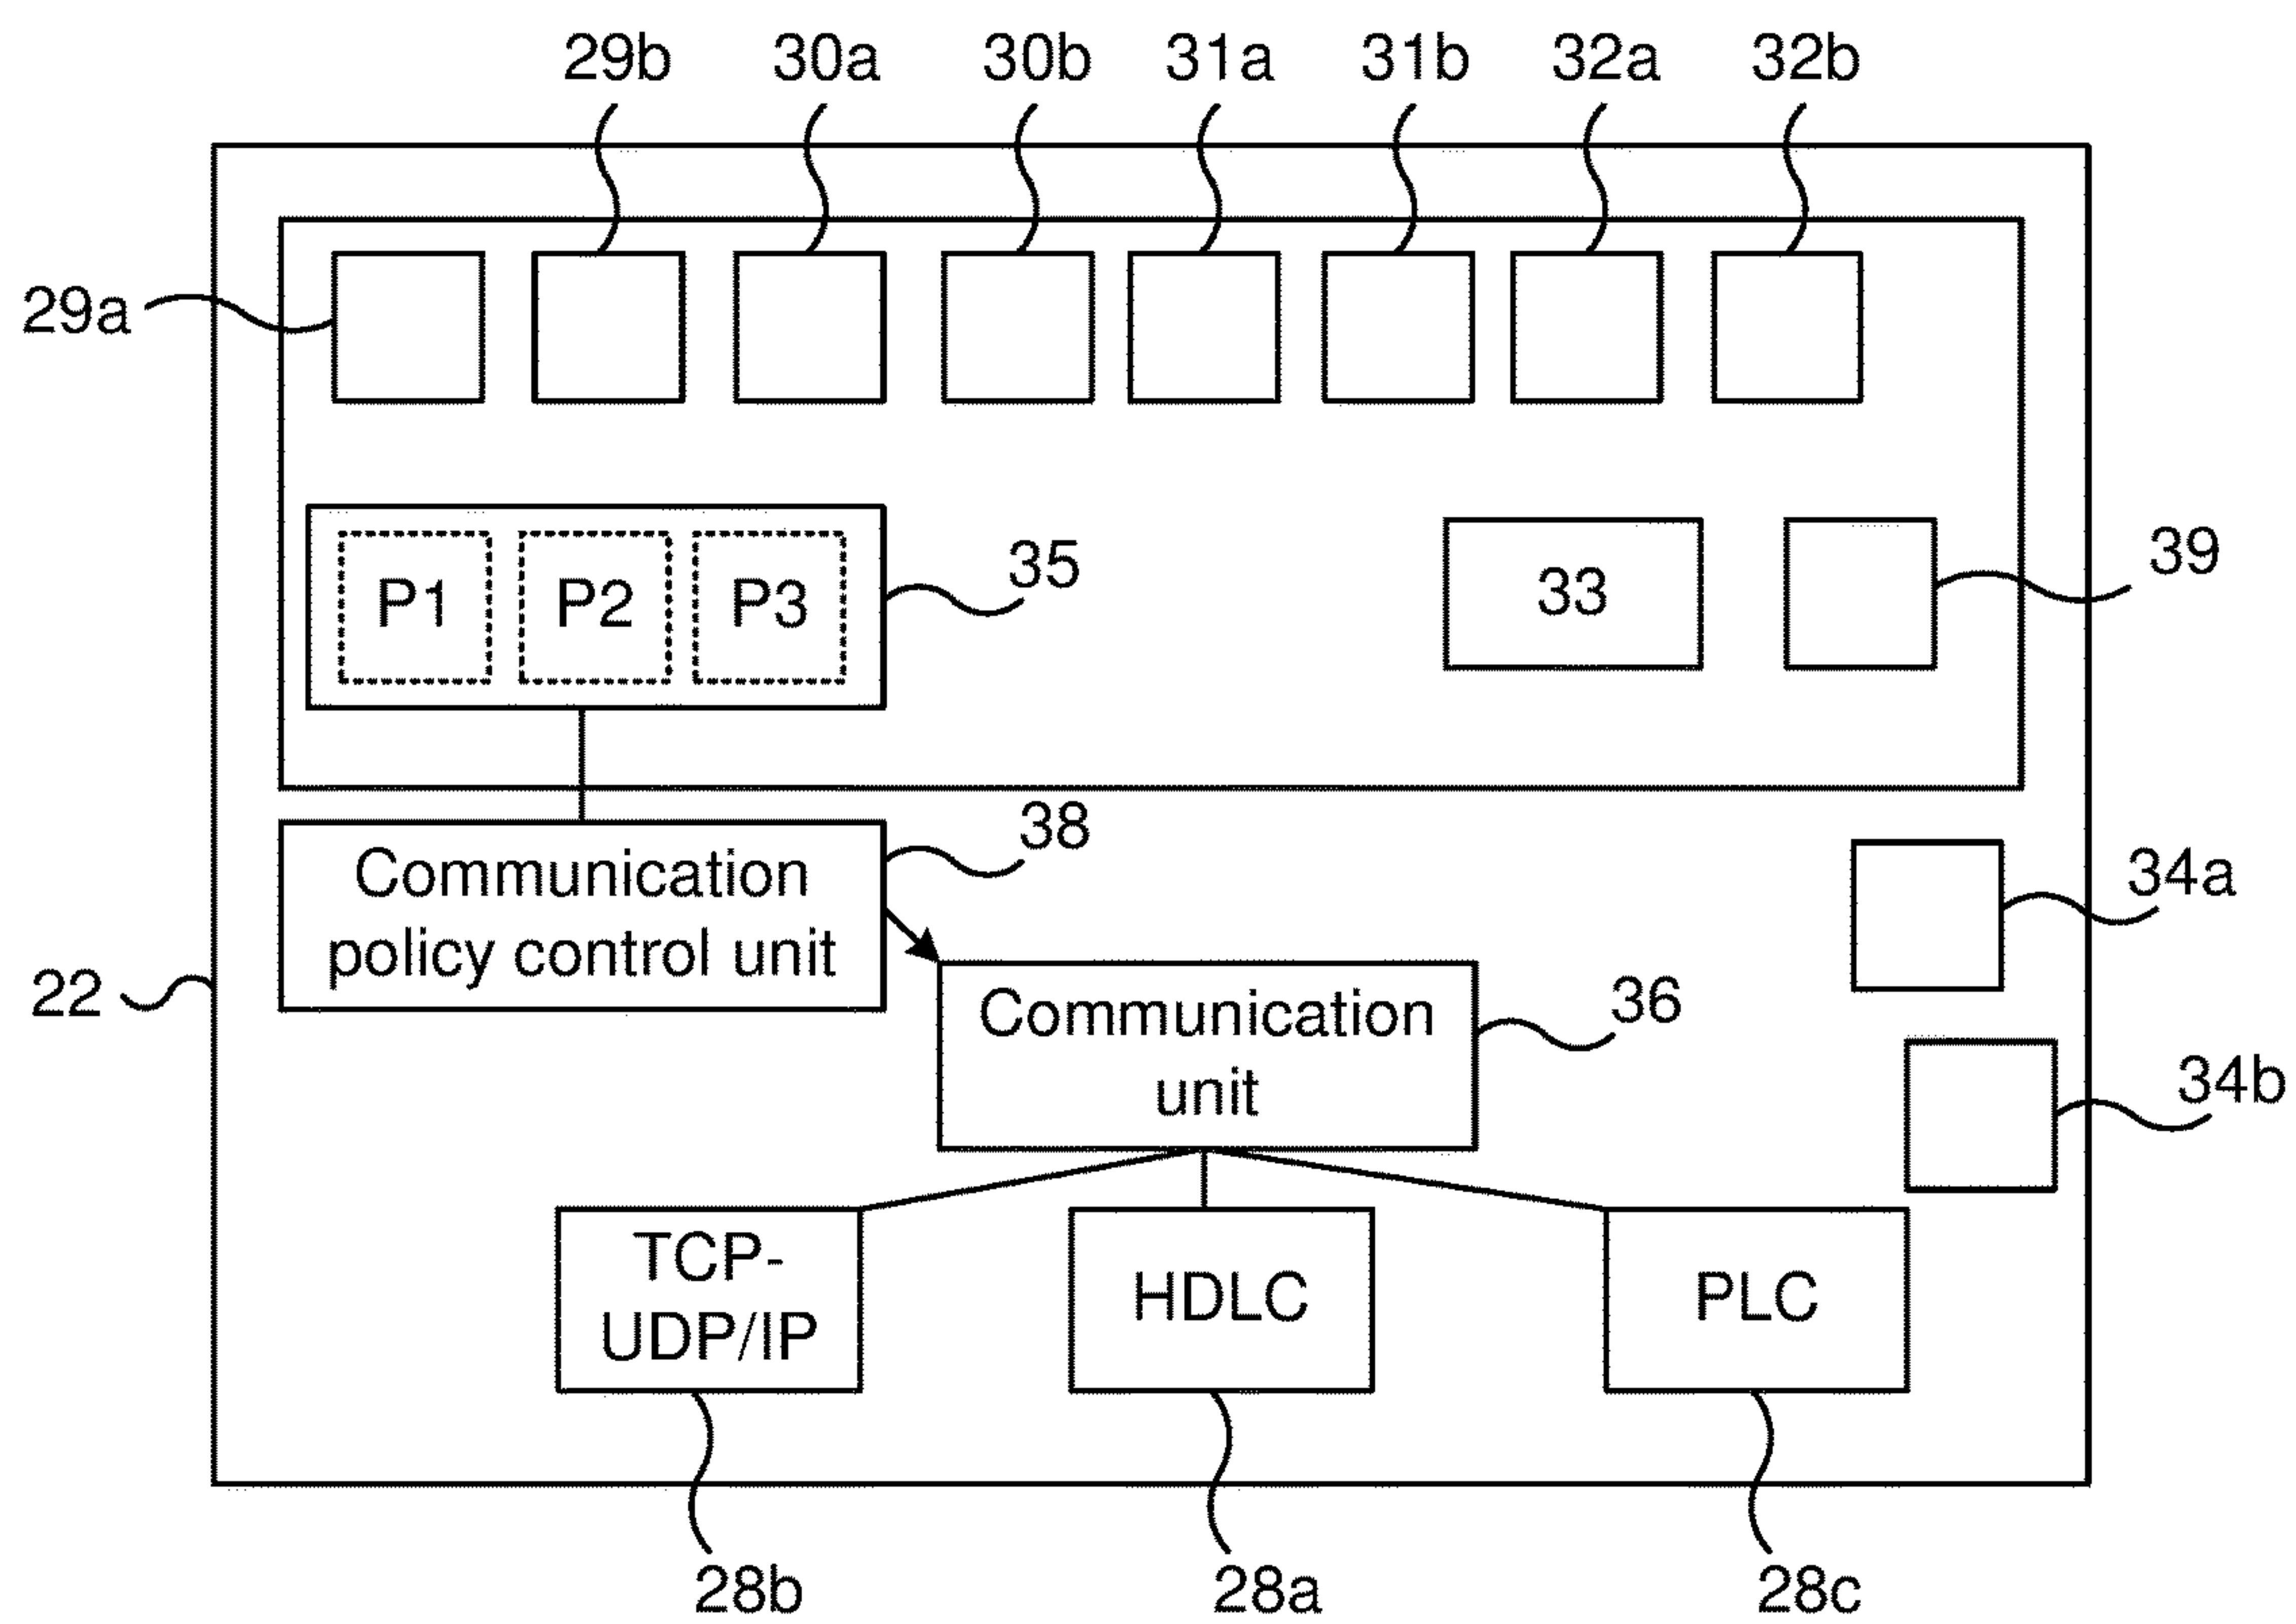 29b 30a 30b 31a 31b 32a 32b
29a
P1 P2 P3 35 33 39
38
Communication
policy control unit
34a
22
Communication
unit
36
34b
TCP-
UDP/IP
HDLC
PLC
28b 28a 28c